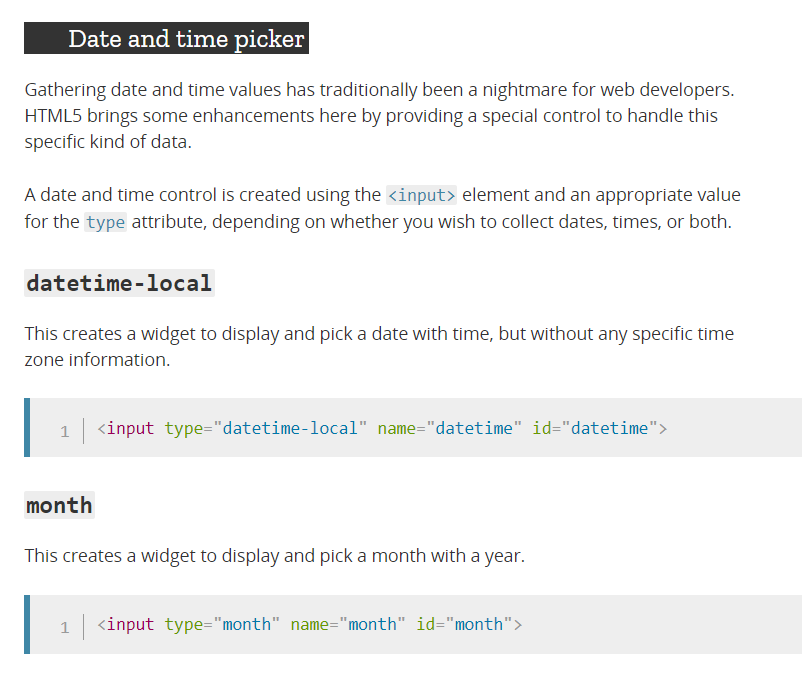 Date and time picker
Gathering date and time values has traditionally been a nightmare for web developers.
HTML5 brings some enhancements here by providing a special control to handle this
specific kind of data.
A date and time control is created using the <input> element and an appropriate value
for the type attribute, depending on whether you wish to collect dates, times, or both.
datetime-local
This creates a widget to display and pick a date with time, but without any specific time
zone information.
1 <input type="datetime-local" name="datetime" id="datetime">
month
This creates a widget to display and pick a month with a year.
1 <input type="month" name="month" id="month">